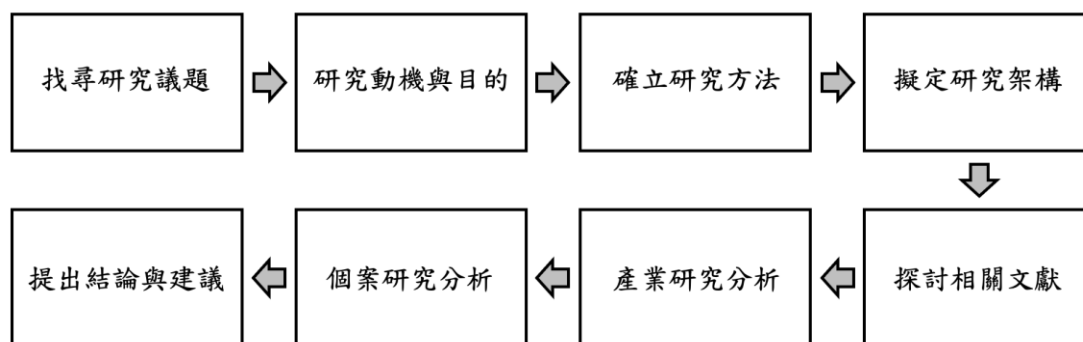 找尋研究議題
研究動機與目的
確立研究方法
擬定研究架構
探討相關文獻
產業研究分析
個案研究分析
提出結論與建議